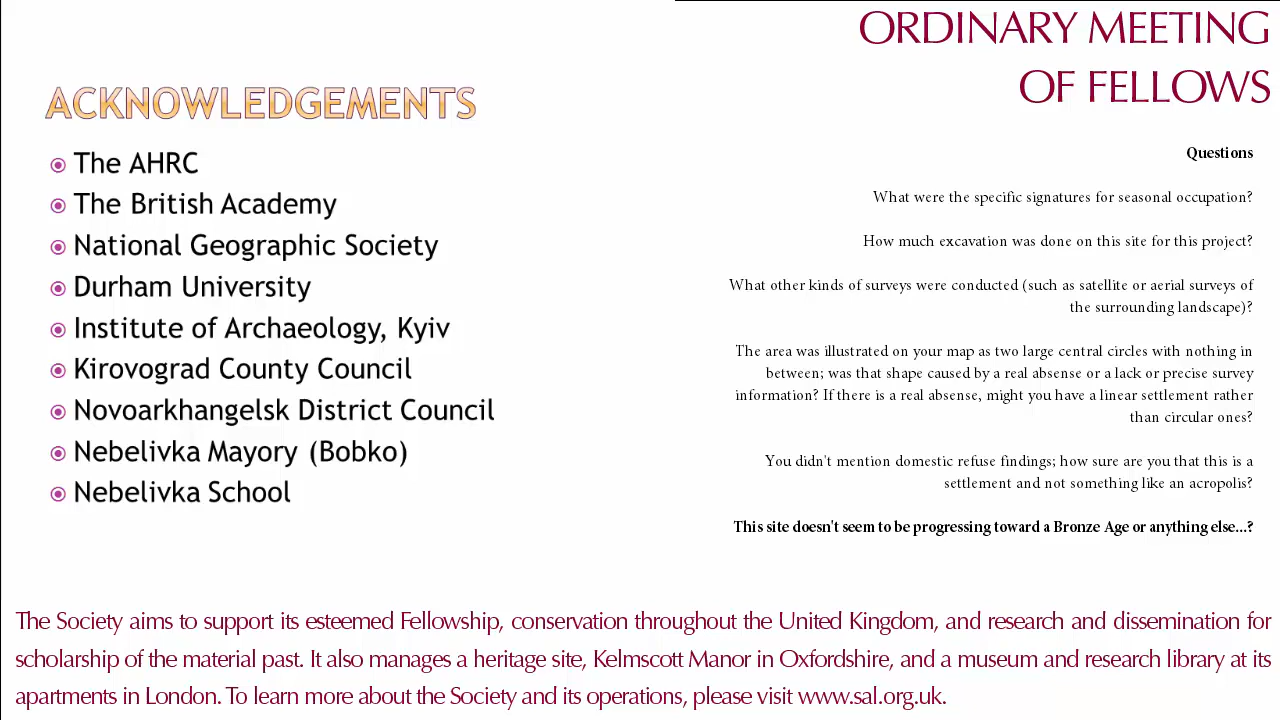 ORDINARY MEETING
OF FELLOWS
ACKNOWLEDGEMENTS
The AHRC
The British Academy
National Geographic Society
Durham University
Institute of Archaeology, Kyiv
Kirovograd County Council
Novoarkhangelsk District Council
Nebelivka Mayory (Bobko)
Nebelivka School
Questions
What were the specific signatures for seasonal occupation?
How much excavation was done on this site for this project?
What other kinds of surveys were conducted (such as satellite or aerial surveys of
the surrounding landscape)?
The area was illustrated on your map as two large central circles with nothing in
between; was that shape caused by a real absense or a lack or precise survey
information? If there is a real absense, might you have a linear settlement rather
than circular ones?
You didn't mention domestic refuse findings; how sure are you that this is a
settlement and not something like an acropolis?
This site doesn't seem to be progressing toward a Bronze Age or anything else...?
The Society aims to support its esteemed Fellowship, conservation throughout the United Kingdom, and research and dissemination for
scholarship of the material past. It also manages a heritage site, Kelmscott Manor in Oxfordshire, and a museum and research library at its
apartments in London. To learn more about the Society and its operations, please visit www.sal.org.uk.